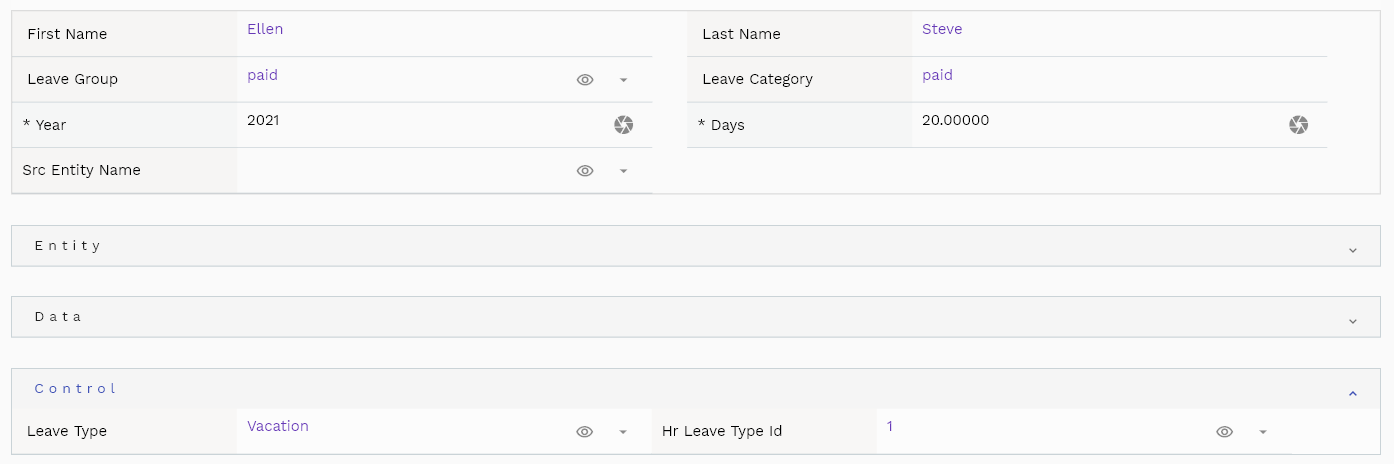 First Name Ellen Last Name Steve
Leave Group paid Leave Category paid
* Year 2021 * Days 20.00000
Src Entity Name
Entity
Data
Control
Leave Type Vacation Hr Leave Type Id 1